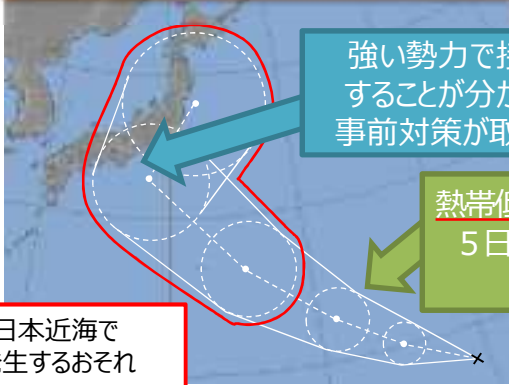 強い勢力で接
することが分か
事前対策が取
熱帯低
5日
日本近海で
生するおそれ